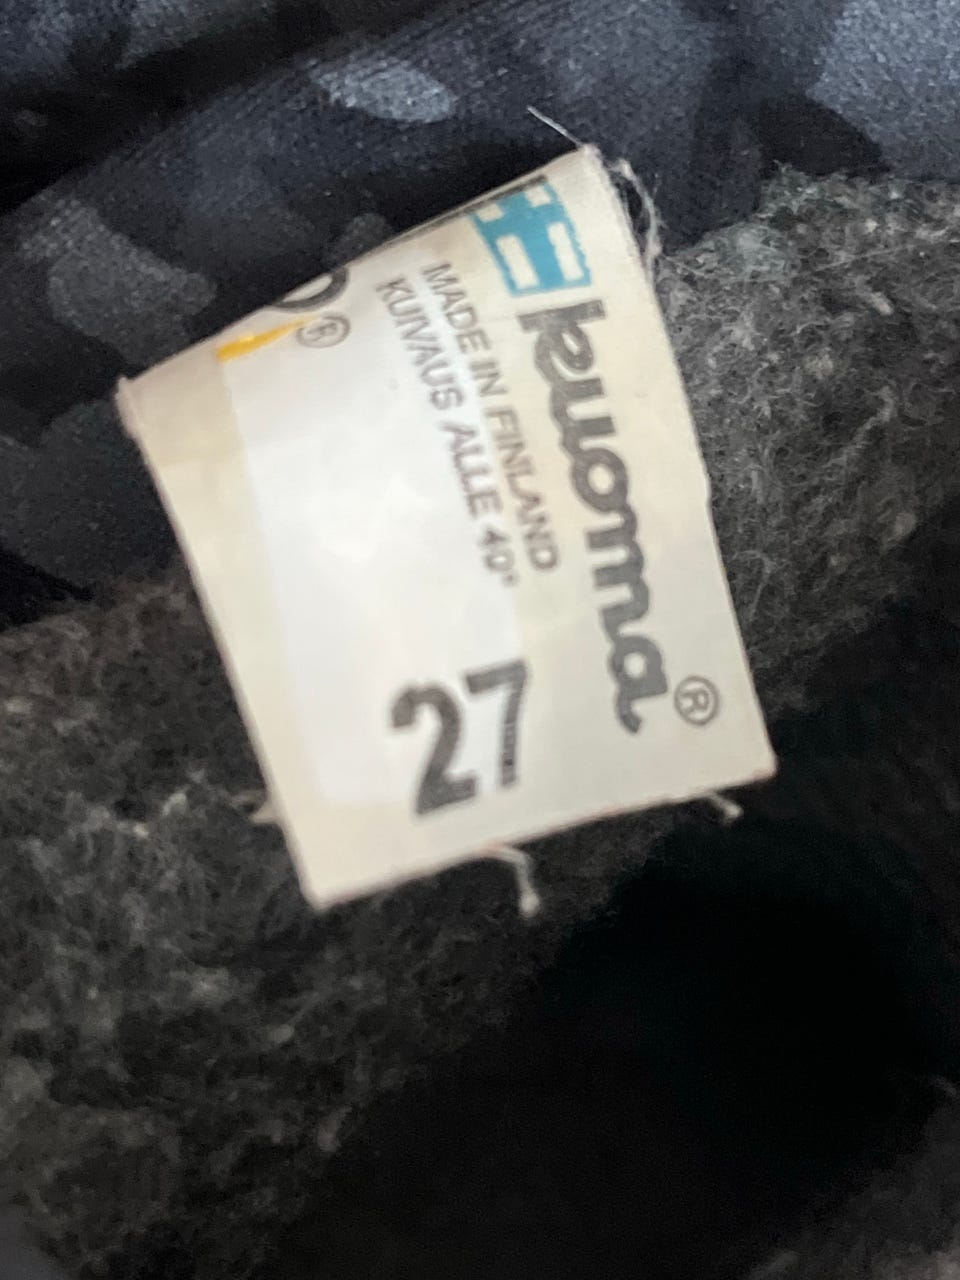 kuoma®
MADE IN FINLAND
KUIVAUS ALLE 40°
27
®